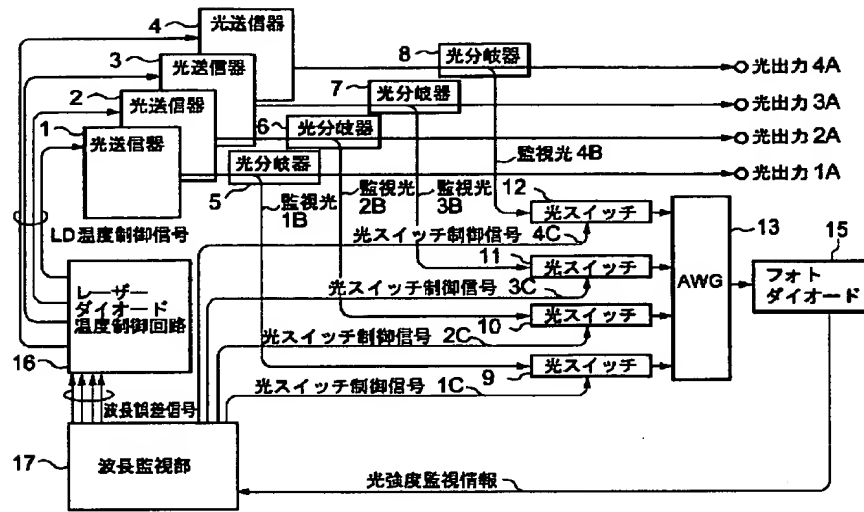 4
光送信器
3
光送信器
2
光送信器
1
光送信器
8
光分岐器
7
光分岐器
6
光分岐器
5
光分岐器
光出力 4A
光出力 3A
光出力 2A
光出力 1A
監視光 4B
監視光
3B
監視光
2B
監視光
1B
LD温度制御信号
12
光スイッチ
光スイッチ制御信号
4C
11
光スイッチ
光スイッチ制御信号
3C
10
光スイッチ
光スイッチ制御信号
2C
9
光スイッチ
光スイッチ制御信号 1C
13
AWG
15
フォト
ダイオード
レーザー
ダイオード
温度制御回路
16
波長誤差信号
17
波長監視部
光強度監視情報